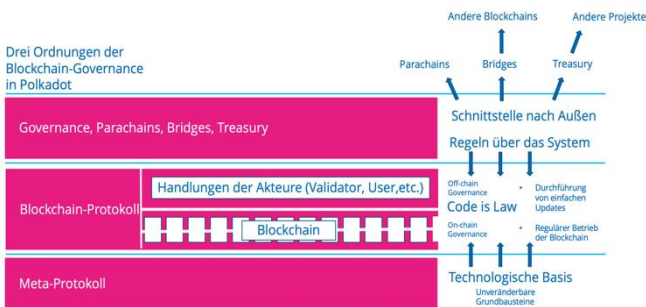 Andere Blockchains
Andere Projekte
Drei Ordnungen der
Blockchain-Governance
in Polkadot
Parachains
Bridges
Treasury
Governance, Parachains, Bridges, Treasury
Schnittstelle nach Außen
Regeln über das System
Blockchain-Protokoll
Handlungen der Akteure (Validator, User,etc.)
Blockchain
Off-chain
Governance
• Durchführung
von einfachen
Updates
Code is Law
On-chain
Governance
• Regulärer Betrieb
der Blockchain
Meta-Protokoll
Technologische Basis
Unveränderbare
Grundbausteine